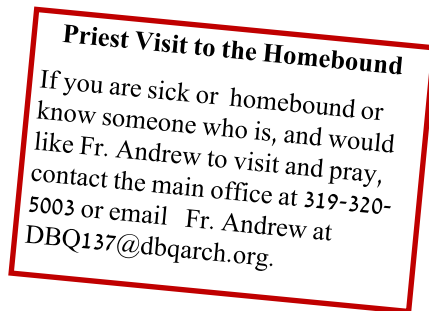 Priest Visit to the Homebound
If you are sick or homebound or
know someone who is, and would
like Fr. Andrew to visit and pray,
contact the main office at 319-320-
5003 or email Fr. Andrew at
DBQ137@dbqarch.org.